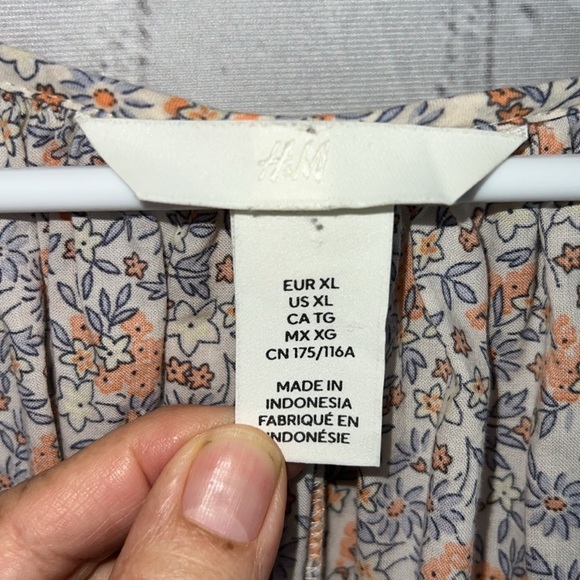 H&M
EUR XL
US XL
CA TG
MX XG
CN 175/116A
MADE IN
INDONESIA
FABRIQUÉ EN
INDONÉSIE